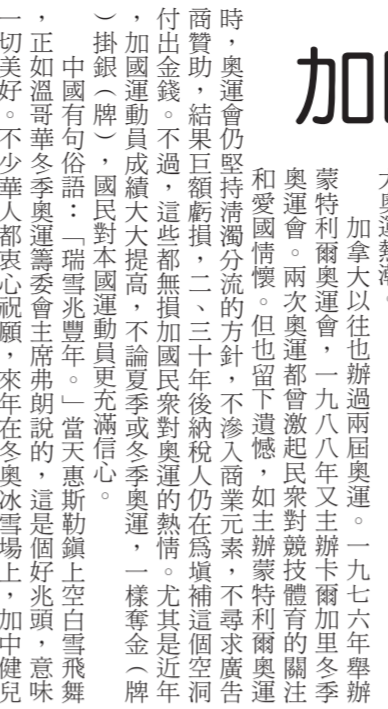 加
奧運熱潮。
加拿大以往也辦過兩屆奧運。一九七六年舉辦
蒙特利爾奧運會，一九八八年又主辦卡爾加里冬季
奧運會。兩次奧運都曾激起民眾對競技體育的關注
和愛國情懷。但也留下遺憾，如主辦蒙特利爾奧運
時，奧運會仍堅持清濁分流的方針，不滲入商業元素，不尋求廣告
商贊助，結果巨額虧損，二、三十年後納稅人仍在爲塡補這個空洞
付出金錢。不過，這些都無損加國民衆對奧運的熱情。尤其是近年
，加國運動員成績大大提高，不論夏季或冬季奧運，一樣奪金（牌
）掛銀（牌），國民對本國運動員更充滿信心。
中國有句俗語：「瑞雪兆豐年。」當天惠斯勒鎮上空白雪飛舞
，正如溫哥華冬季奧運籌委會主席弗朗說的，這是個好兆頭，意味
一切美好。不少華人都衷心祝願，來年在冬奧冰雪場上，加中健兒